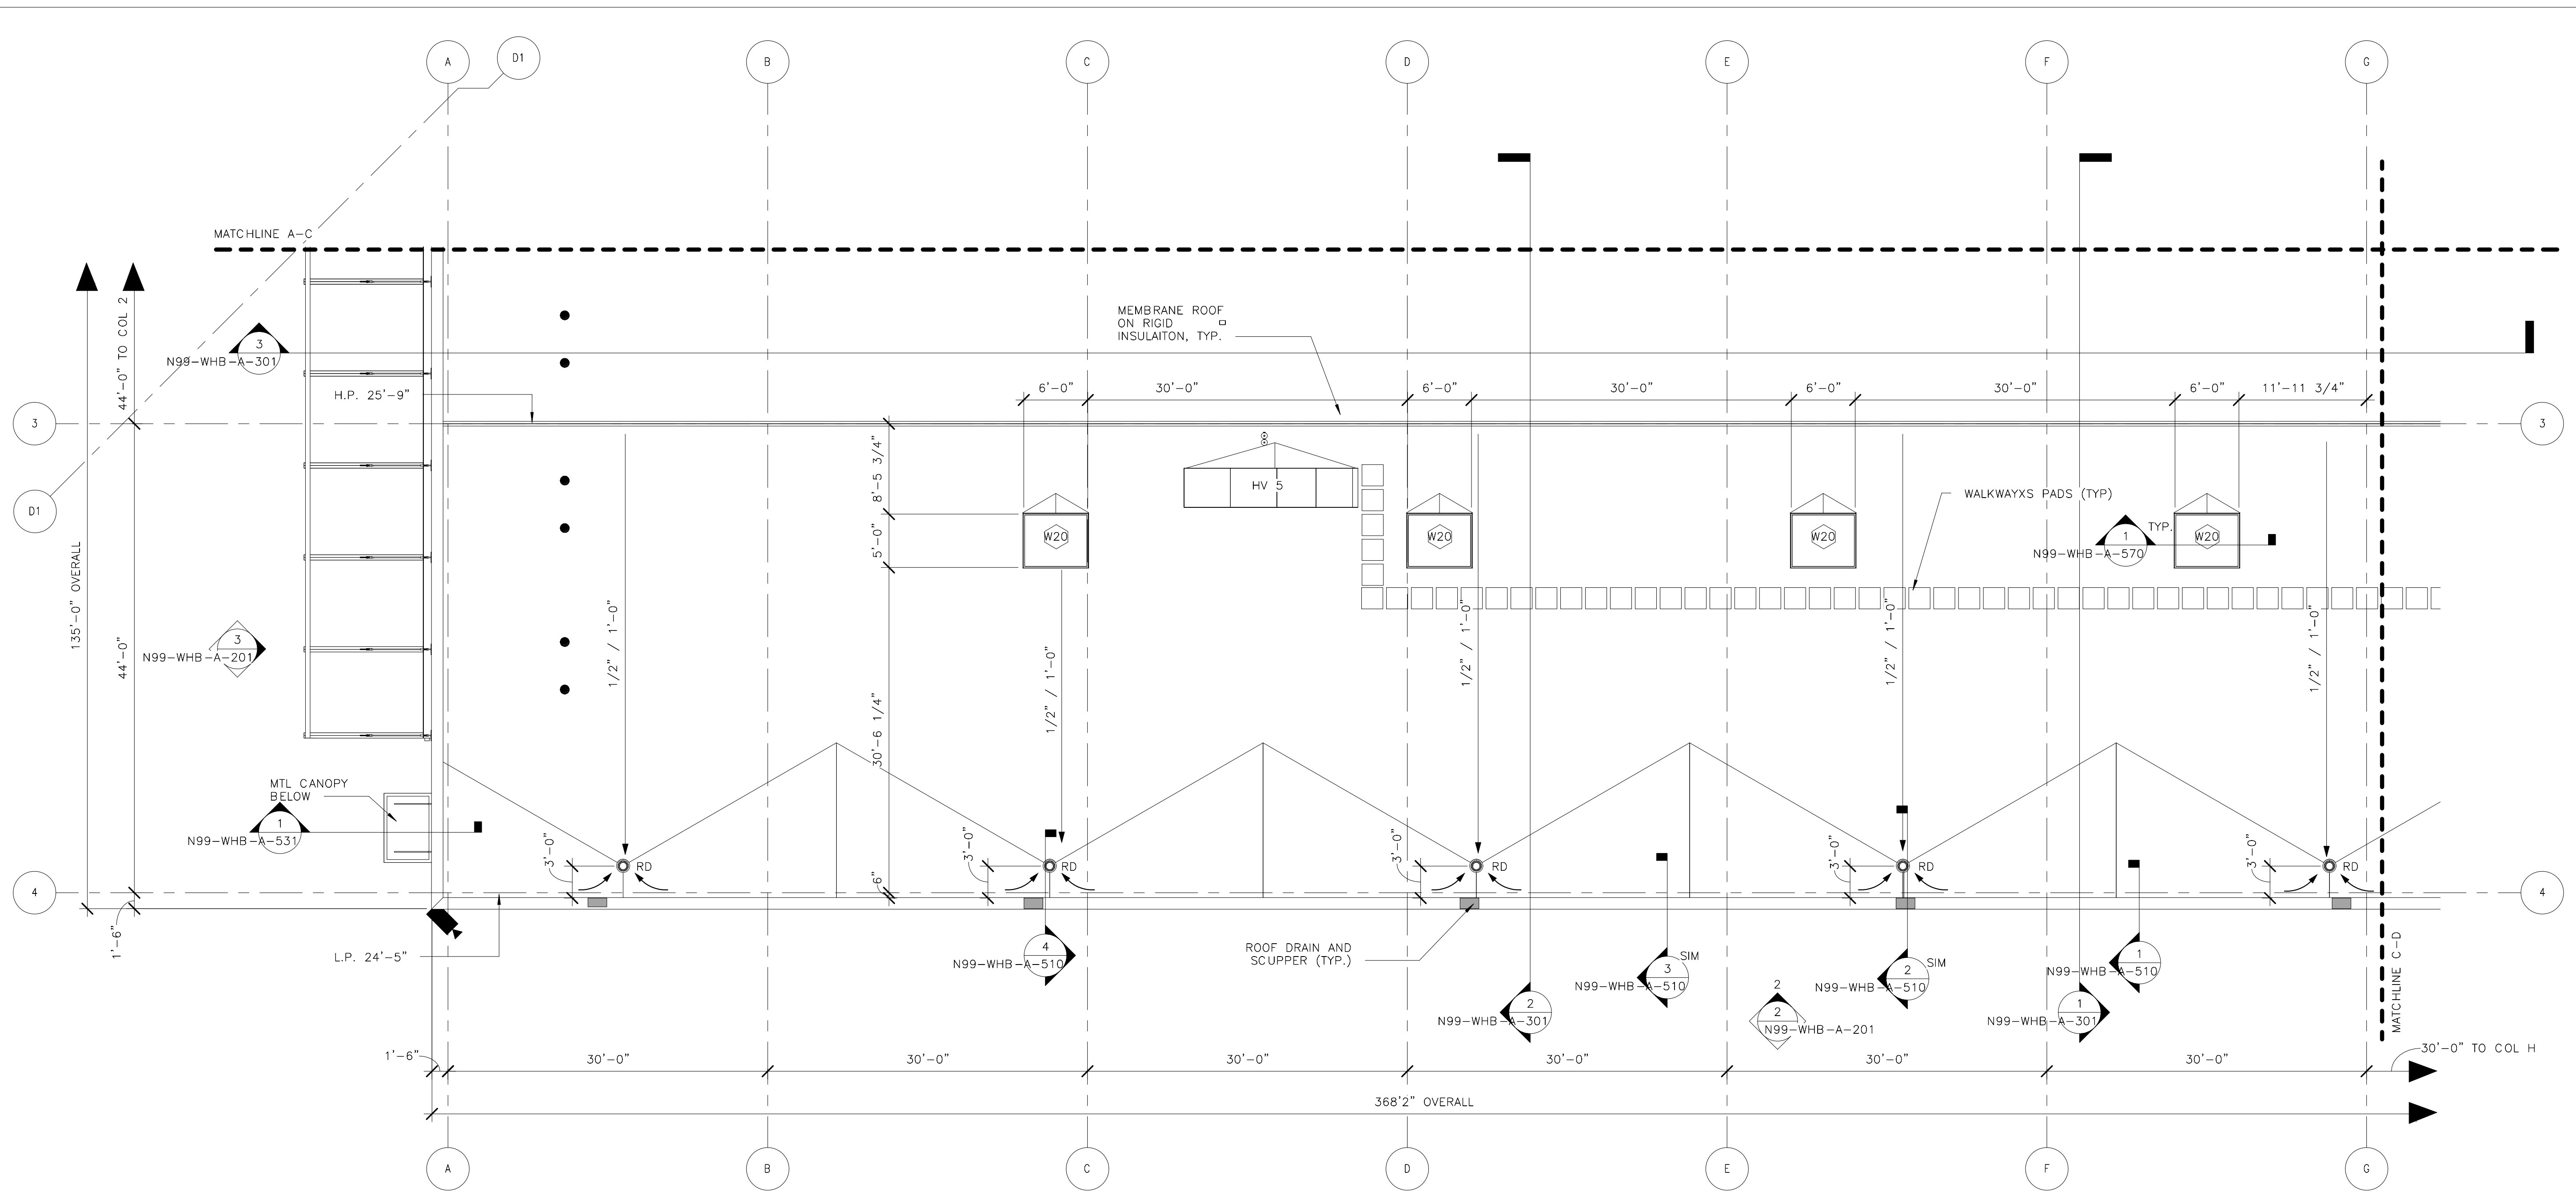 A
D1
B
C
D
E
F
G
MATCHLINE A-C
44'-0" TO COL 2
3
N99-WHB-A-301
MEMBRANE ROOF
ON RIGID
INSULAITON, TYP.
H.P. 25'-9"
6'-0"
30'-0"
6'-0"
30'-0"
6'-0"
30'-0"
6'-0"
11'-11 3/4"
3
3
8'-5 3/4"
HV 5
WALKWAYXS PADS (TYP)
D1
W20
W20
W20
W20
5'-0"
1
TYP.
N99-WHB-A-570
135'-0" OVERALL
44'-0"
3
N99-WHB-A-201
1/2" / 1'-0"
1/2" / 1'-0"
1/2" / 1'-0"
1/2" / 1'-0"
1/2" / 1'-0"
30'-6 1/4"
MTL CANOPY
BELOW
1
N99-WHB-A-531
3'-0"
RD
3'-0"
RD
3'-0"
RD
3'-0"
RD
3'-0"
RD
6"
4
4
1'-6"
L.P. 24'-5"
4
N99-WHB-A-510
ROOF DRAIN AND
SCUPPER (TYP.)
2
N99-WHB-A-301
3
SIM
N99-WHB-A-510
2
2
N99-WHB-A-201
2
SIM
N99-WHB-A-510
1
N99-WHB-A-510
1
N99-WHB-A-301
MATCHLINE C-D
30'-0" TO COL H
1'-6"
30'-0"
30'-0"
30'-0"
30'-0"
30'-0"
30'-0"
368'2" OVERALL
A
B
C
D
E
F
G